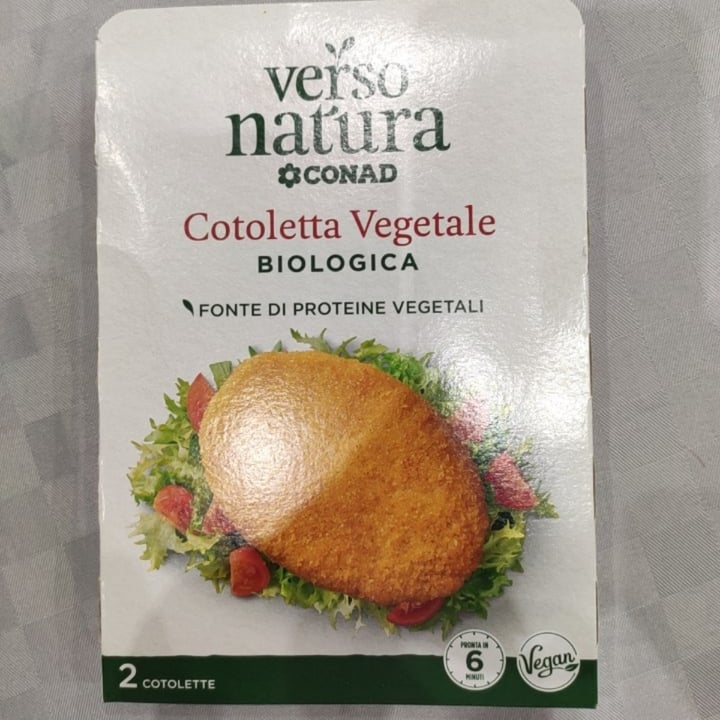 verso
natura
CONAD
Cotoletta Vegetale
BIOLOGICA
FONTE DI PROTEINE VEGETALI
2 COTOLETTE
PRONTA IN
6
MINUTI
Vegan